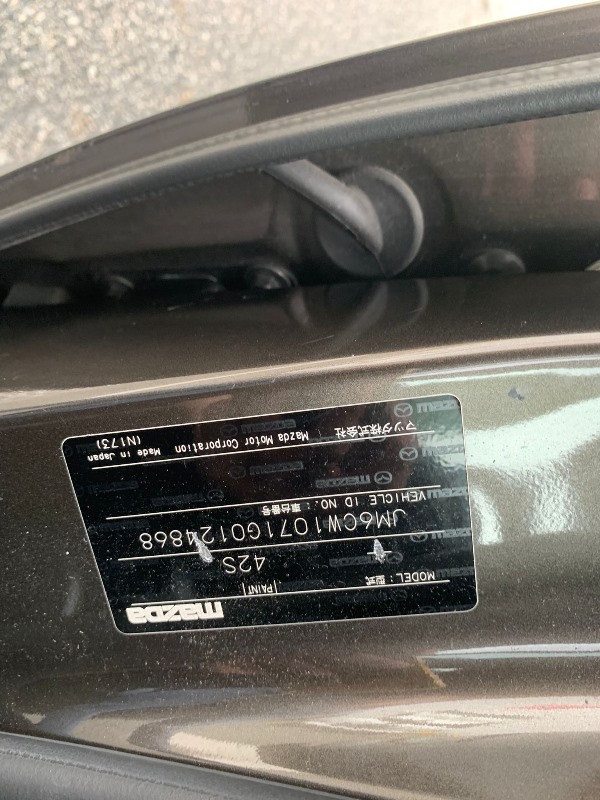 mazda
MODEL:型式 PAINT
42S
JM6CW1071G0124868
VEHICLE ID NO.:車台番号
マツダ株式会社 Mazda Motor Corporation Made in Japan
(N173)